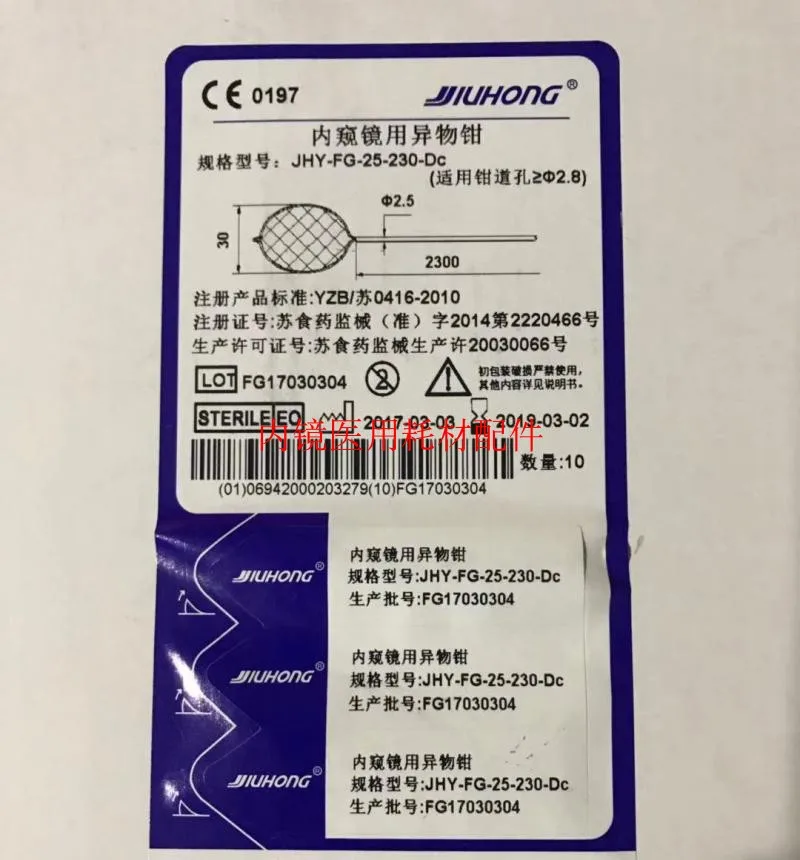 CE 0197
JIUHONG®
内窥镜用异物钳
规格型号：JHY-FG-25-230-Dc
(适用钳道孔≥Φ2.8)
Φ2.5
30
2300
注册产品标准:YZB/苏0416-2010
注册证号:苏食药监械（准）字2014第2220466号
生产许可证号:苏食药监械生产许20030066号
LOT FG17030304
2
初包装破损严禁使用，
其他内容详见说明书。
STERILE EO 2017-03-03 2019-03-02
内镜医用耗材配件
数量:10
(01)06942000203279(10)FG17030304
JIUHONG®
内窥镜用异物钳
规格型号:JHY-FG-25-230-Dc
生产批号:FG17030304
JIUHONG®
内窥镜用异物钳
规格型号:JHY-FG-25-230-Dc
生产批号:FG17030304
JIUHONG®
内窥镜用异物钳
规格型号:JHY-FG-25-230-Dc
生产批号:FG17030304